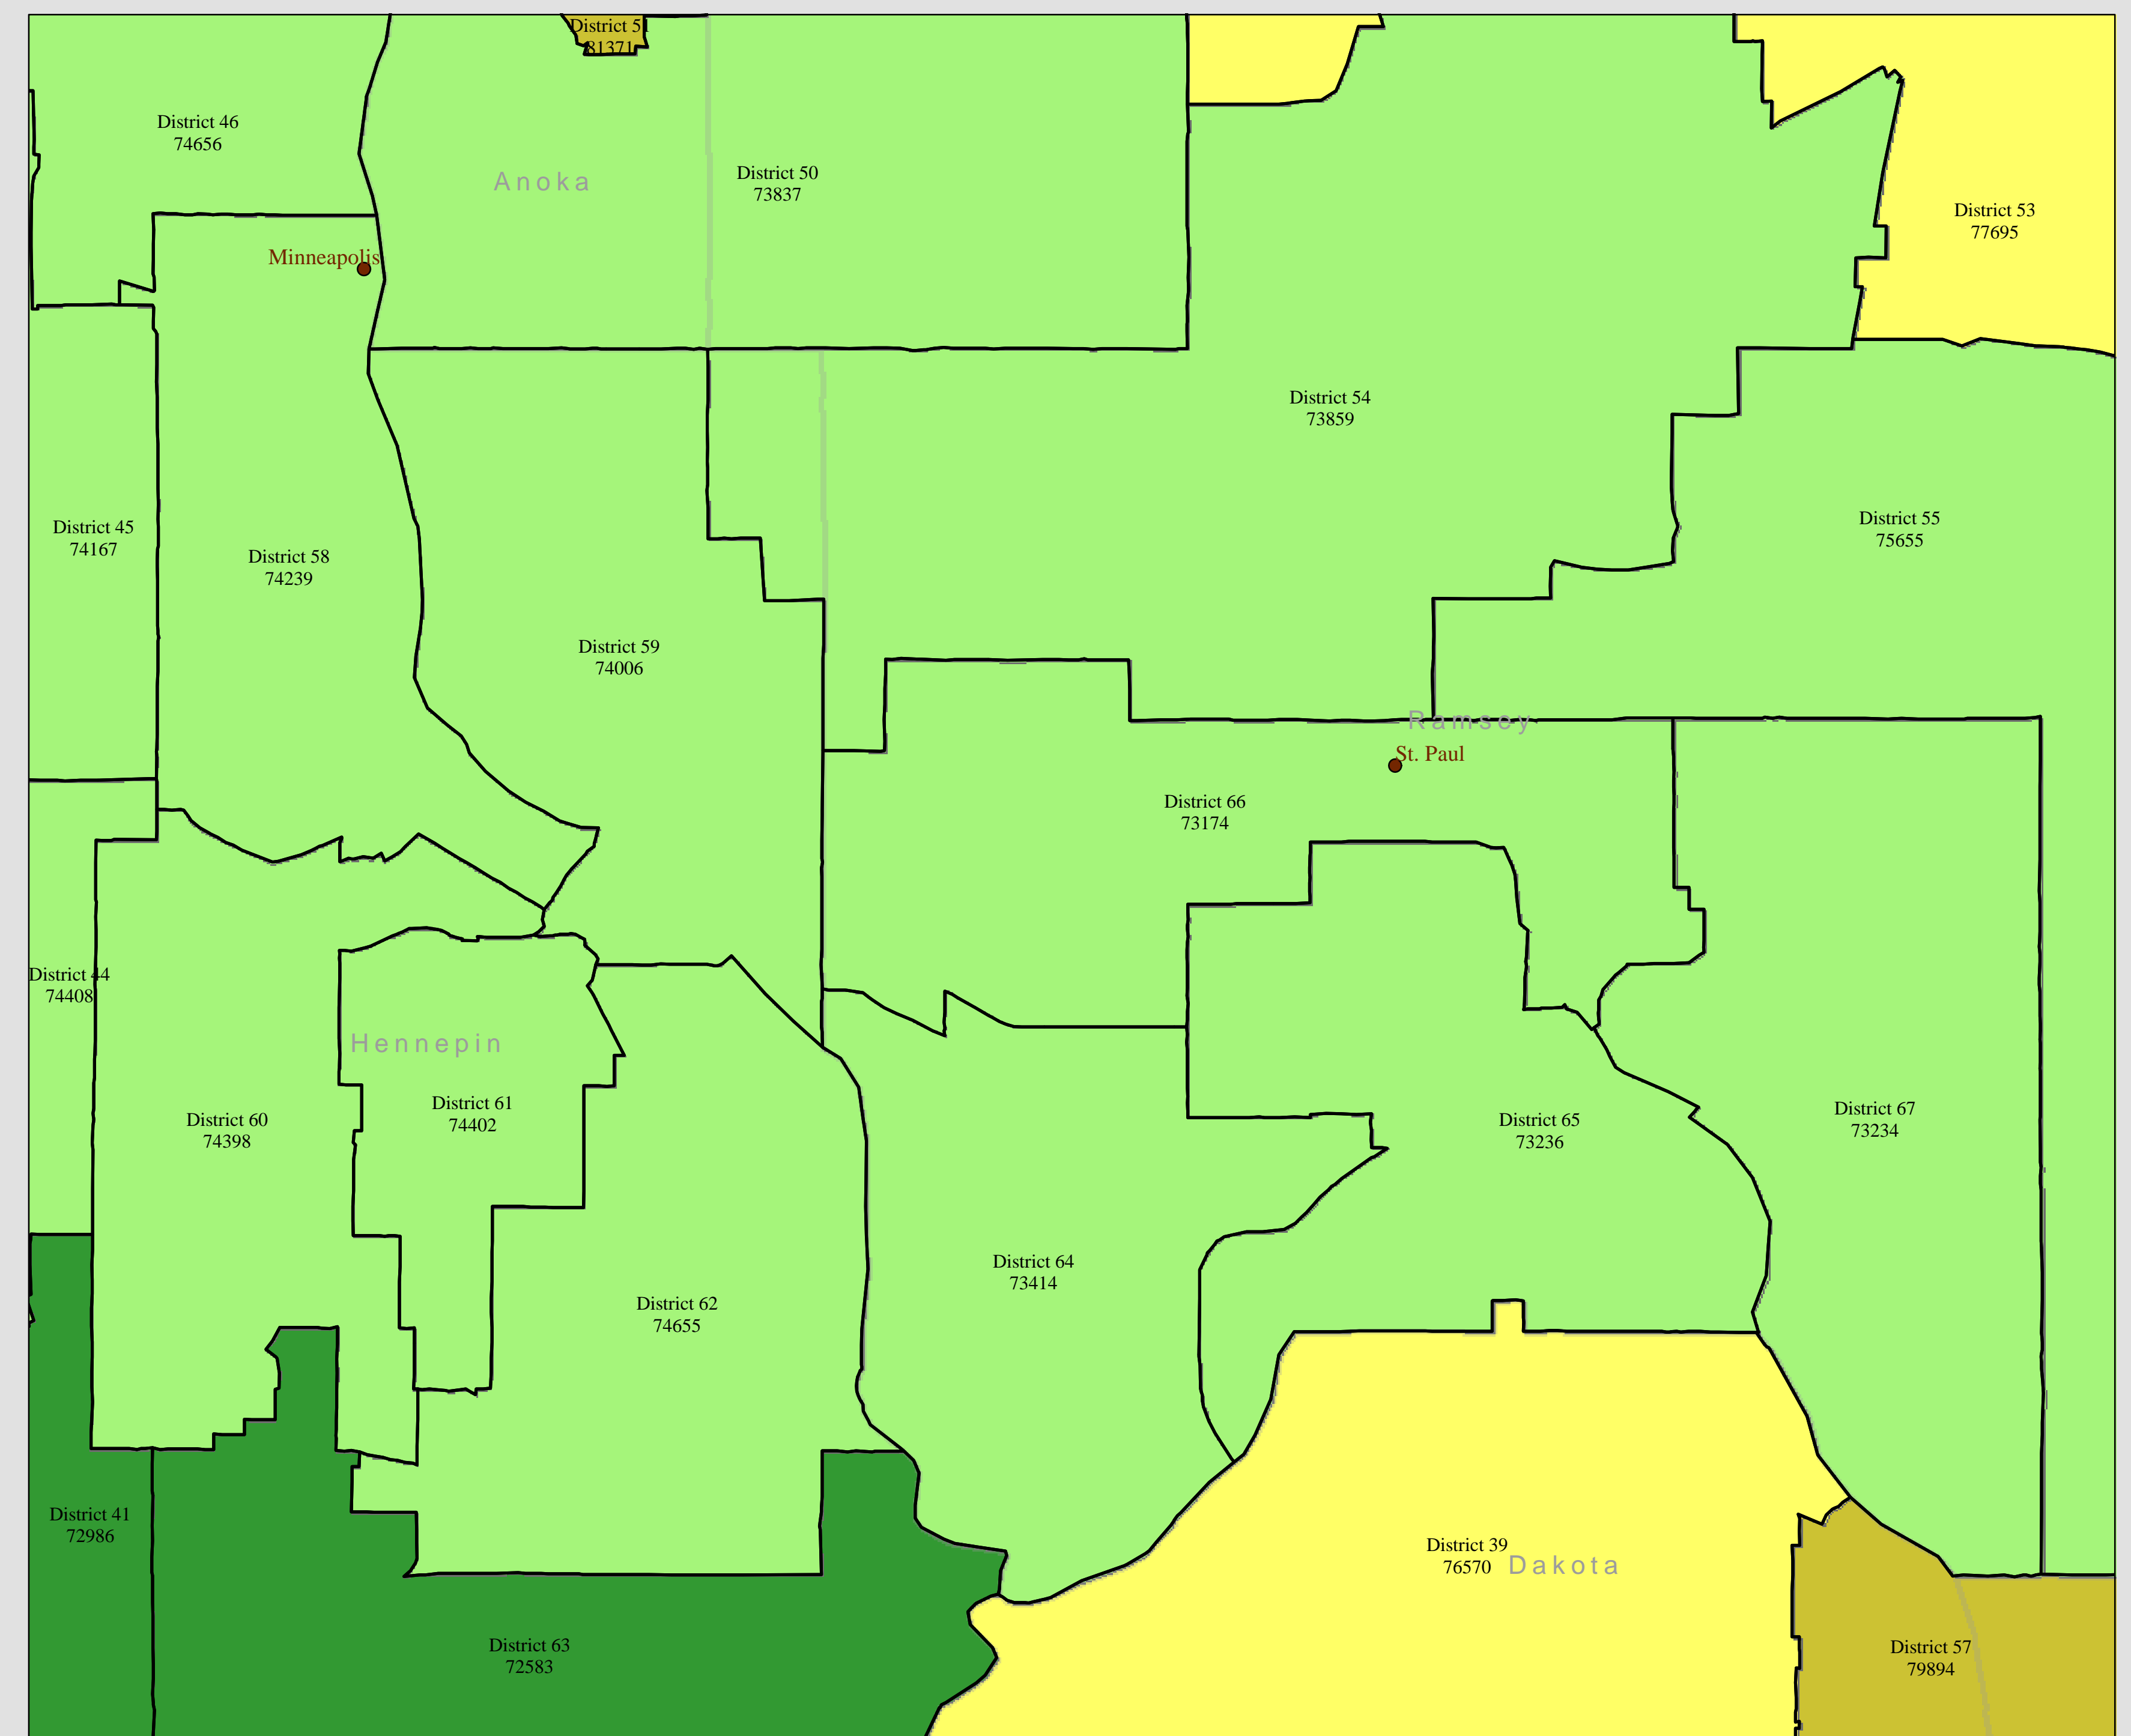 District 51
81371
District 46
74656
Anoka
District 50
73837
District 53
77695
Minneapolis
District 54
73859
District 45
74167
District 58
74239
District 55
75655
District 59
74006
Ramsey
St. Paul
District 66
73174
District 44
74408
Hennepin
District 60
74398
District 61
74402
District 65
73236
District 67
73234
District 64
73414
District 62
74655
District 41
72986
District 39
76570
Dakota
District 63
72583
District 57
79894